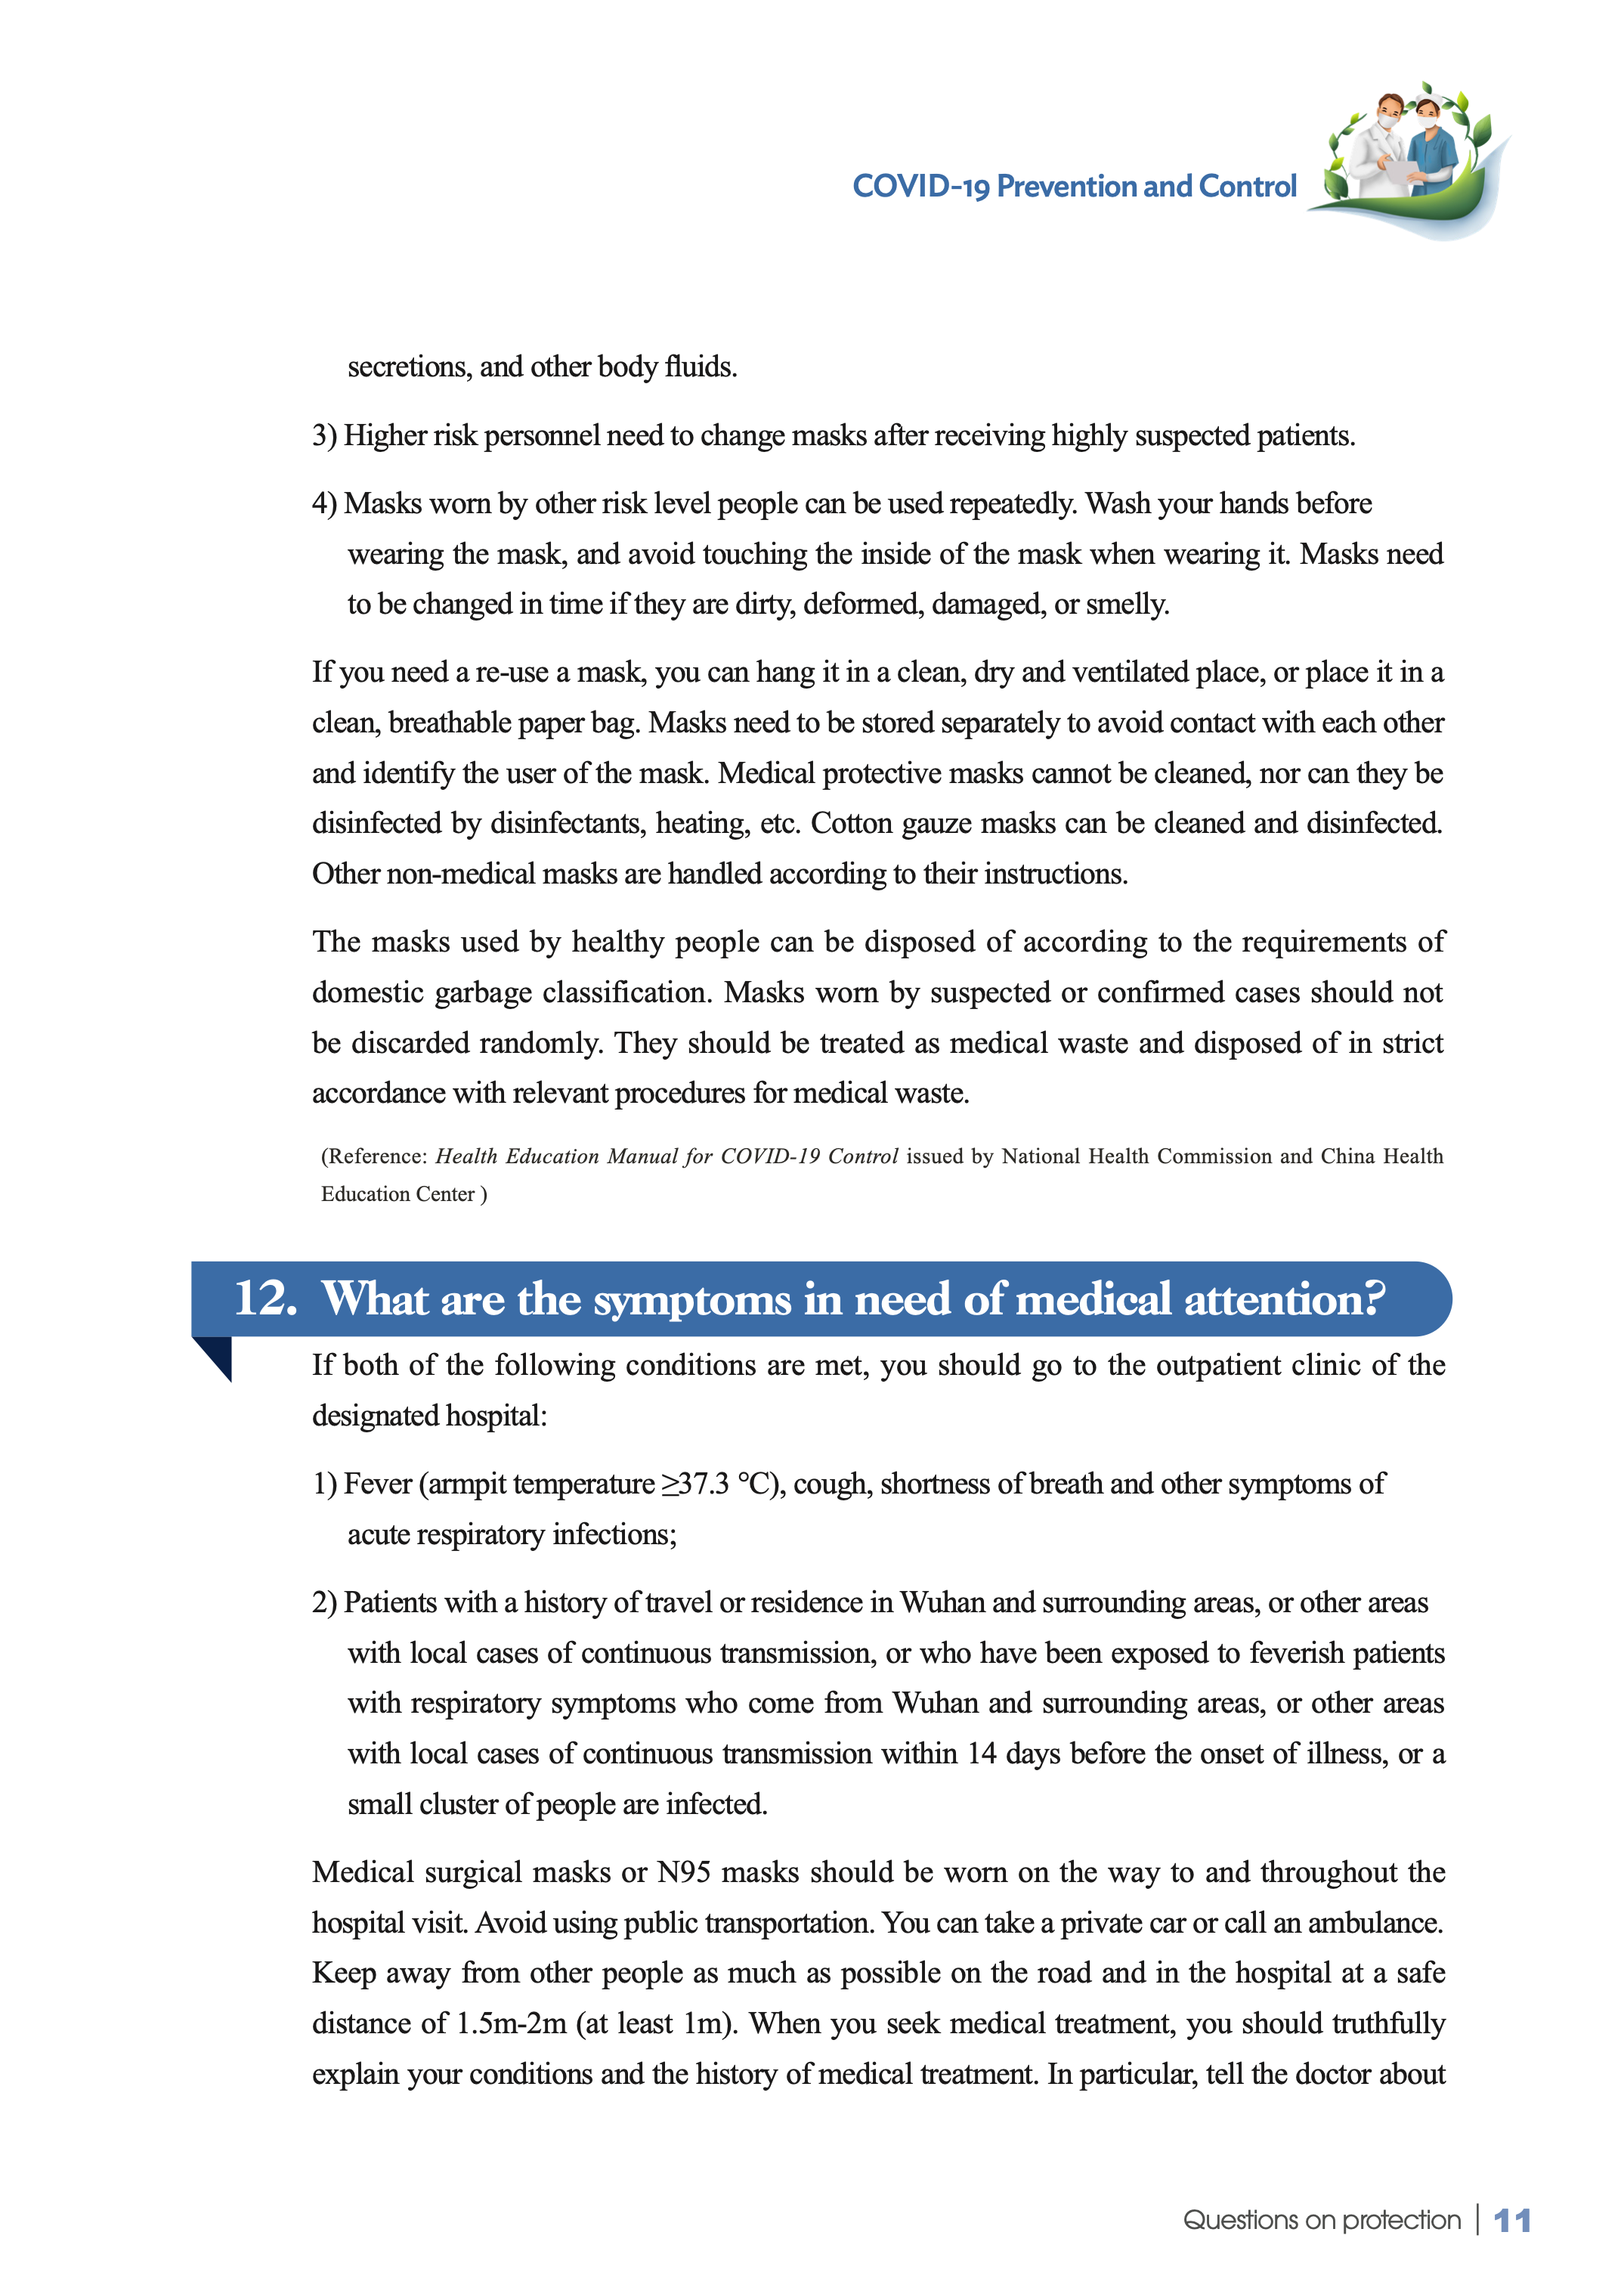 COVID-19 Prevention and Control
secretions, and other body fluids.
3) Higher risk personnel need to change masks after receiving highly suspected patients.
4) Masks worn by other risk level people can be used repeatedly. Wash your hands before
wearing the mask, and avoid touching the inside of the mask when wearing it. Masks need
to be changed in time if they are dirty, deformed, damaged, or smelly.
If you need a re-use a mask, you can hang it in a clean, dry and ventilated place, or place it in a
clean, breathable paper bag. Masks need to be stored separately to avoid contact with each other
and identify the user of the mask. Medical protective masks cannot be cleaned, nor can they be
disinfected by disinfectants, heating, etc. Cotton gauze masks can be cleaned and disinfected.
Other non-medical masks are handled according to their instructions.
The masks used by healthy people can be disposed of according to the requirements of
domestic garbage classification. Masks worn by suspected or confirmed cases should not
be discarded randomly. They should be treated as medical waste and disposed of in strict
accordance with relevant procedures for medical waste.
(Reference: Health Education Manual for COVID-19 Control issued by National Health Commission and China Health
Education Center )
12. What are the symptoms in need of medical attention?
If both of the following conditions are met, you should go to the outpatient clinic of the
designated hospital:
1) Fever (armpit temperature ≥37.3 °C), cough, shortness of breath and other symptoms of
acute respiratory infections;
2) Patients with a history of travel or residence in Wuhan and surrounding areas, or other areas
with local cases of continuous transmission, or who have been exposed to feverish patients
with respiratory symptoms who come from Wuhan and surrounding areas, or other areas
with local cases of continuous transmission within 14 days before the onset of illness, or a
small cluster of people are infected.
Medical surgical masks or N95 masks should be worn on the way to and throughout the
hospital visit. Avoid using public transportation. You can take a private car or call an ambulance.
Keep away from other people as much as possible on the road and in the hospital at a safe
distance of 1.5m-2m (at least 1m). When you seek medical treatment, you should truthfully
explain your conditions and the history of medical treatment. In particular, tell the doctor about
Questions on protection | 11